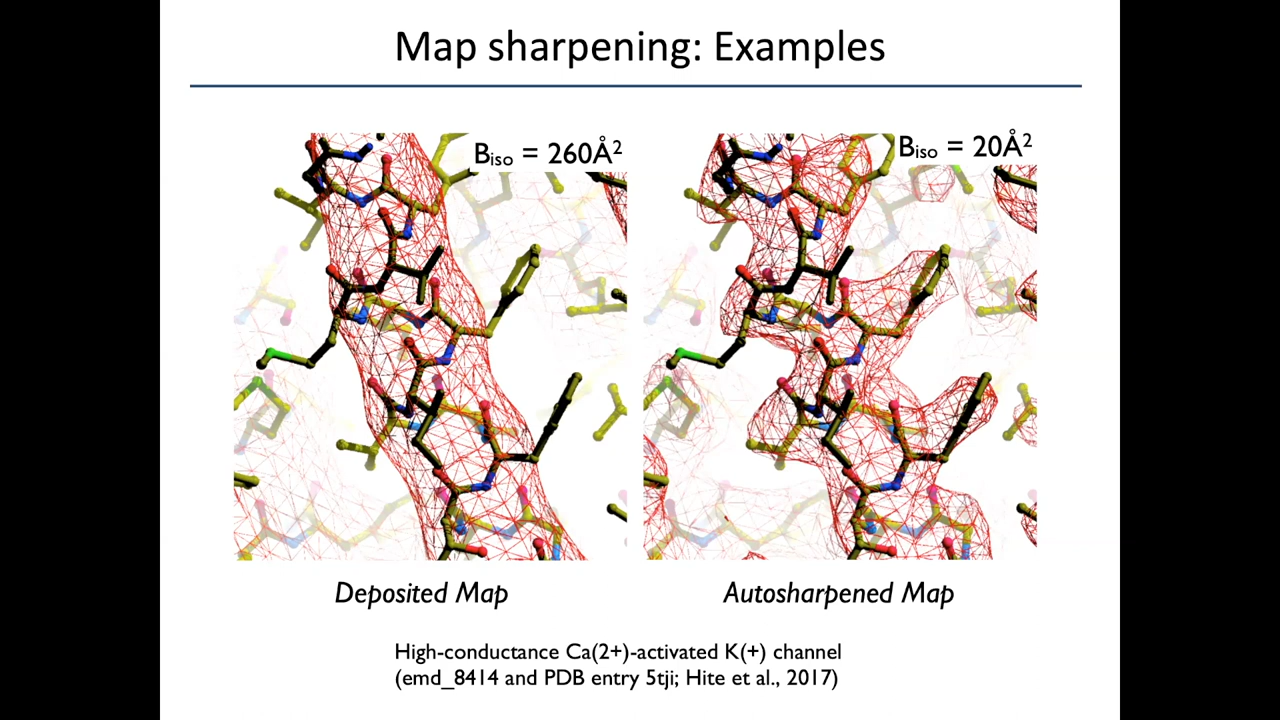 Map sharpening: Examples
Biso = 260Å²
Biso = 20Å²
Deposited Map
Autosharpened Map
High-conductance Ca(2+)-activated K(+) channel
(emd_8414 and PDB entry 5tji; Hite et al., 2017)